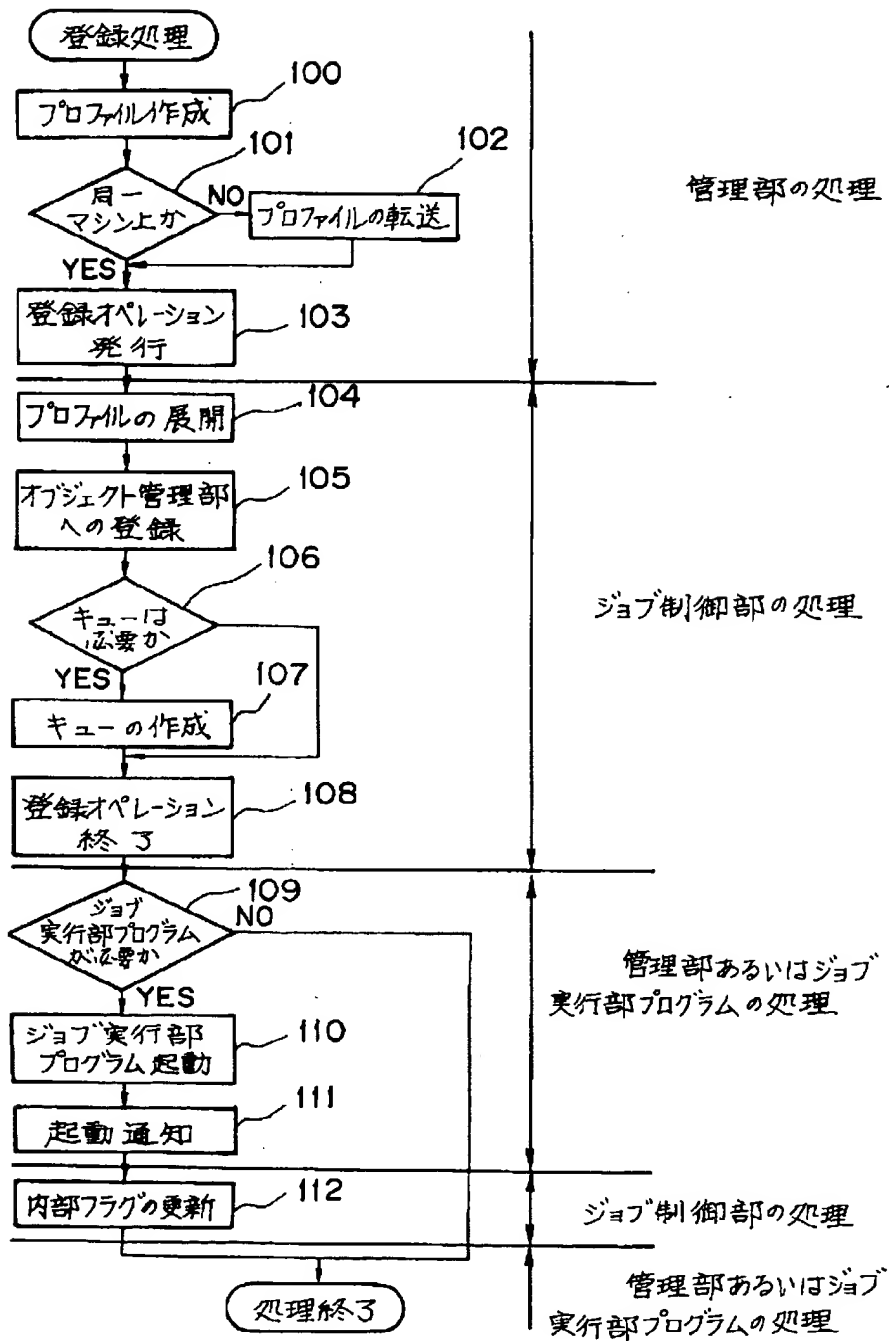 登録処理
100
プロファイル作成
101
102
同一
マシン上か
NO
プロファイルの転送
管理部の処理
YES
登録オペレーション
発行
103
104
プロファイルの展開
105
オブジェクト管理部
への登録
106
キューは
必要か
ジョブ制御部の処理
YES
107
キューの作成
登録オペレーション
終了
108
109
ジョブ
実行部プログラム
が必要か
NO
管理部あるいはジョブ
実行部プログラムの処理
YES
ジョブ実行部
プログラム起動
110
111
起動通知
内部フラグの更新
112
ジョブ制御部の処理
処理終了
管理部あるいはジョブ
実行部プログラムの処理